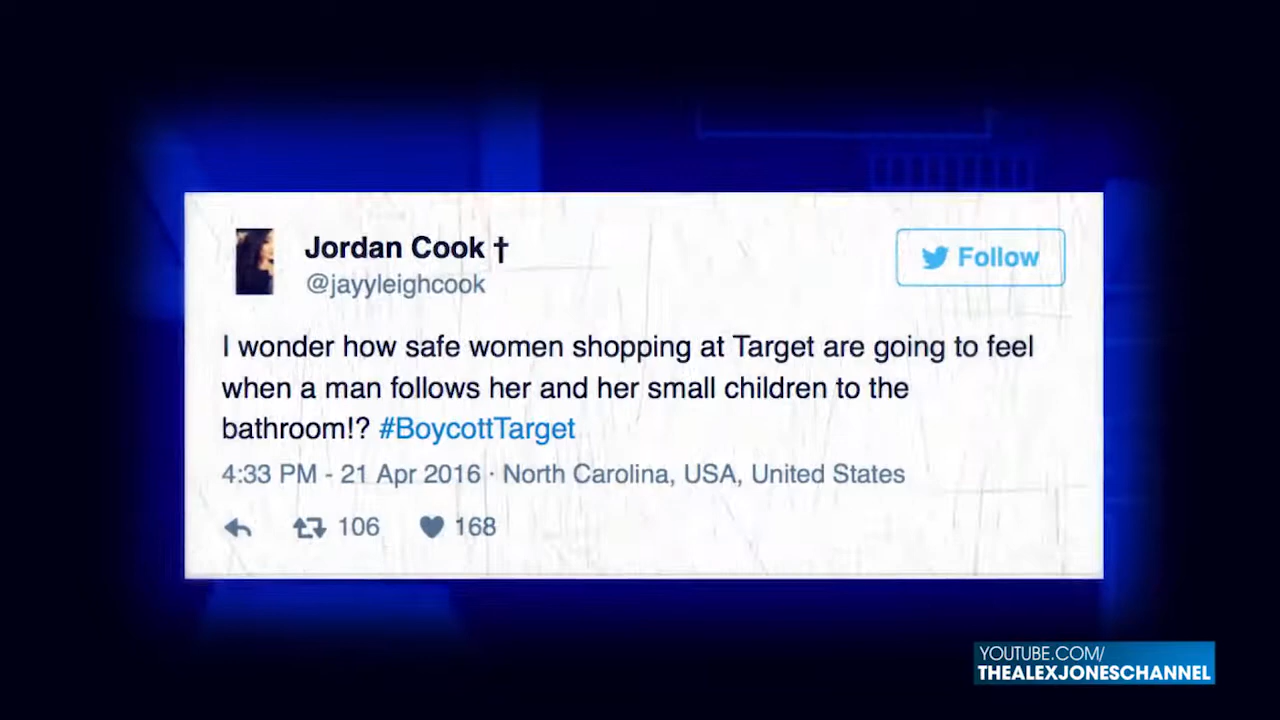 Jordan Cook †
@jayyleighcook
Follow
I wonder how safe women shopping at Target are going to feel
when a man follows her and her small children to the
bathroom!? #BoycottTarget
4:33 PM - 21 Apr 2016 · North Carolina, USA, United States
106 168
YOUTUBE.COM/
THEALEXJONESCHANNEL